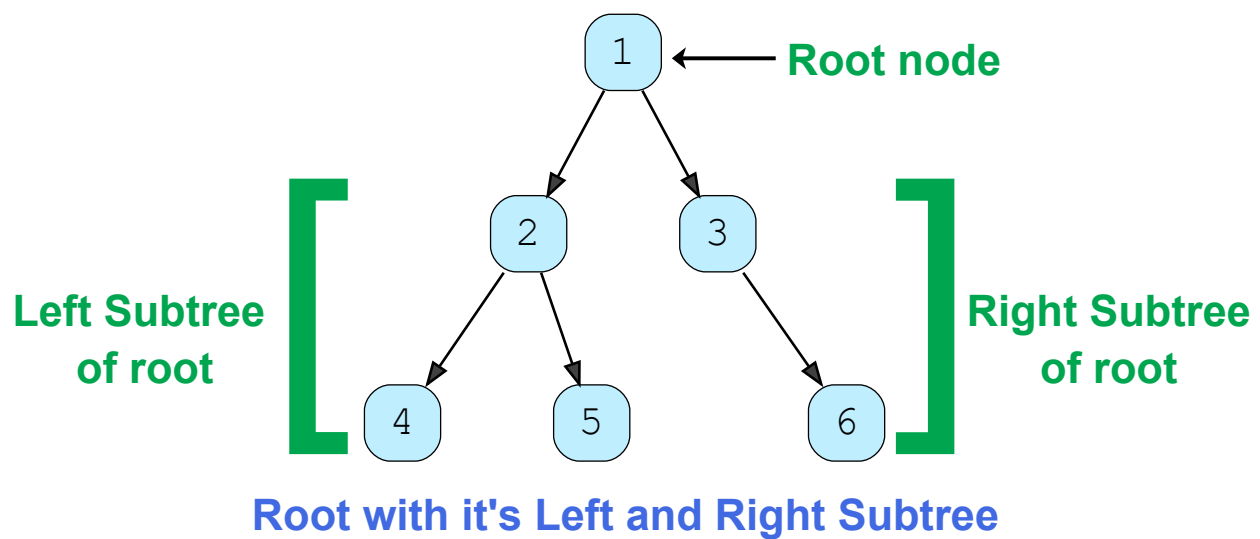 1
Root node
2
3
Left Subtree
of root
Right Subtree
of root
4
5
6
Root with it's Left and Right Subtree